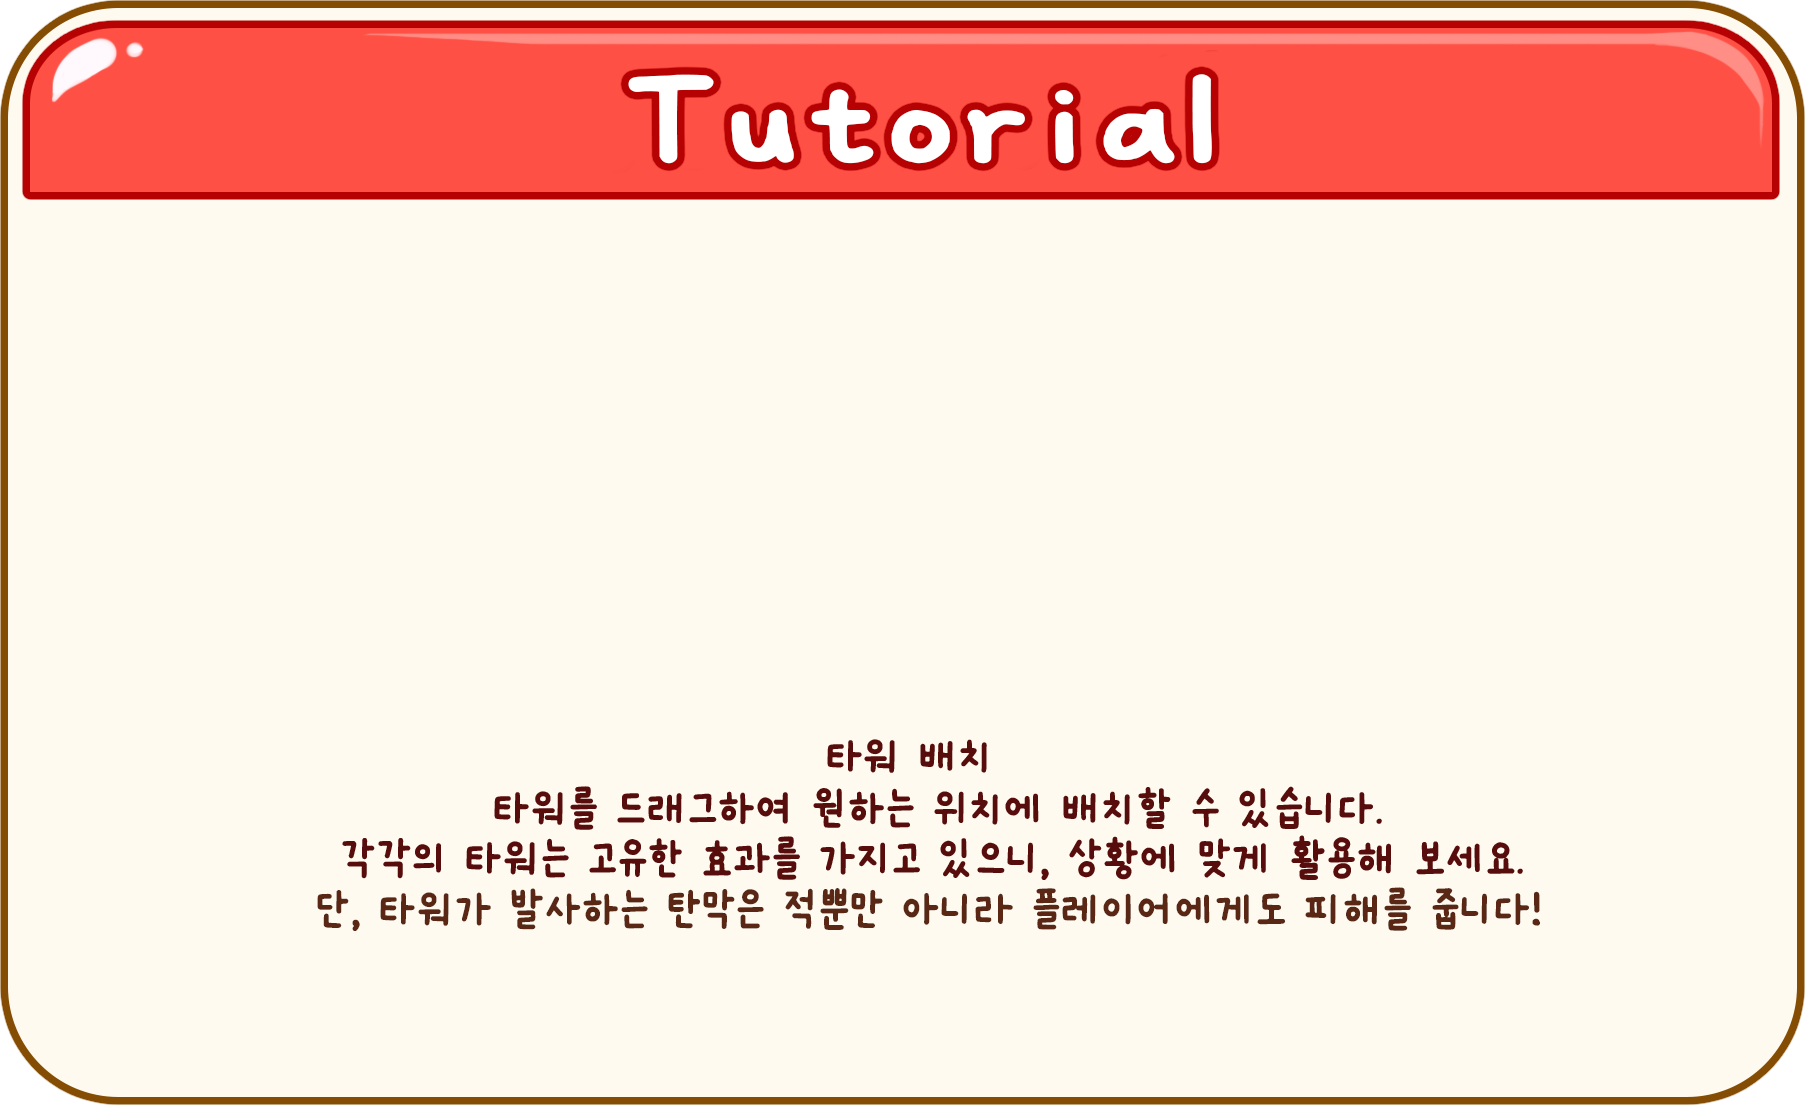 Tutorial
타워 배치
타워를 드래그하여 원하는 위치에 배치할 수 있습니다.
각각의 타워는 고유한 효과를 가지고 있으니, 상황에 맞게 활용해 보세요.
단, 타워가 발사하는 탄막은 적뿐만 아니라 플레이어에게도 피해를 줍니다!